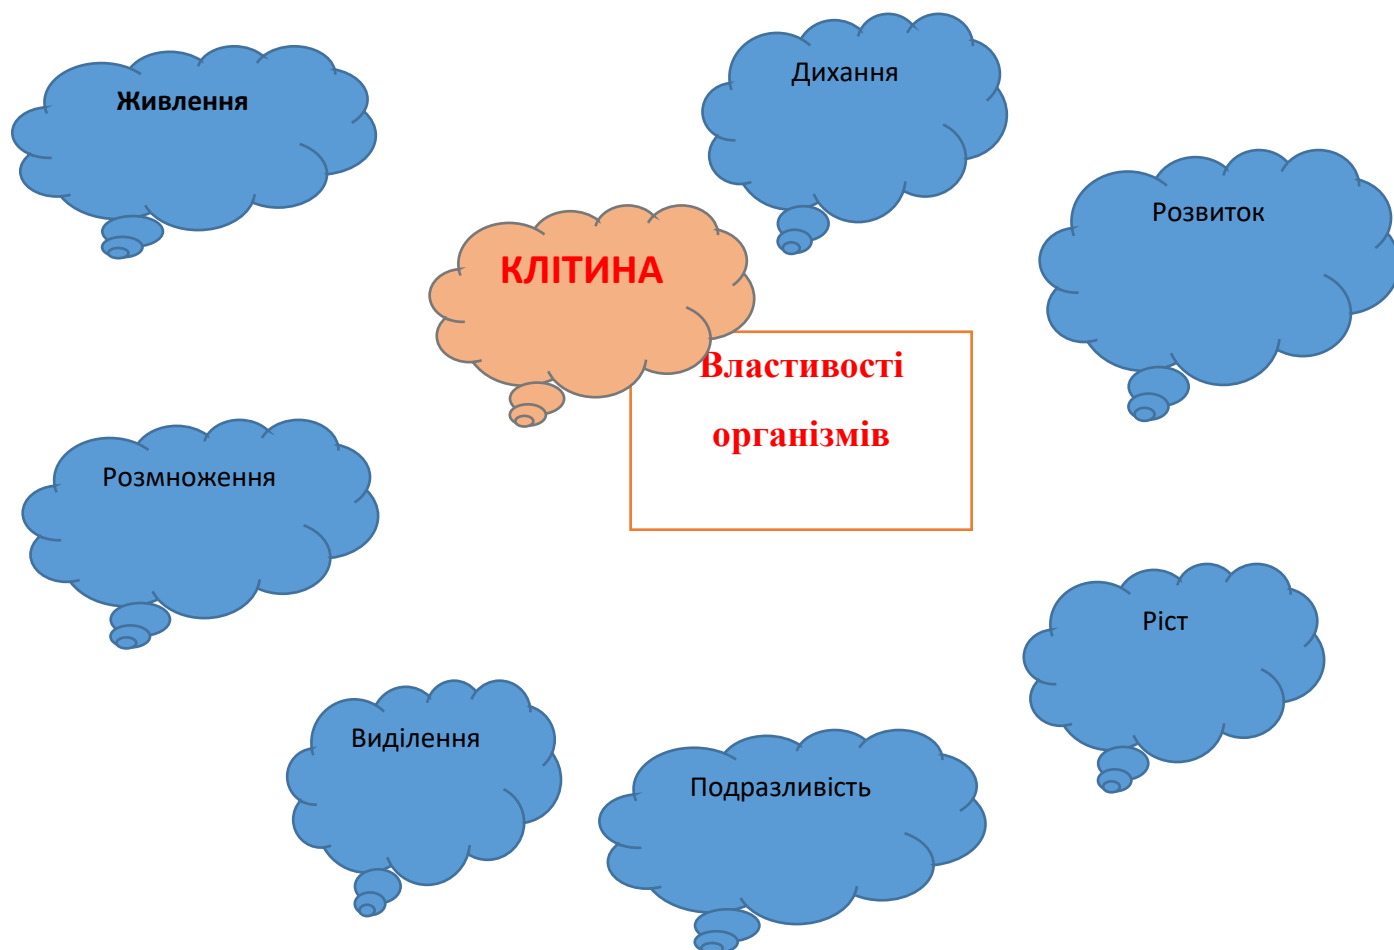 Дихання
Живлення
Розвиток
КЛІТИНА
Властивості
організмів
Розмноження
Ріст
Виділення
Подразливість